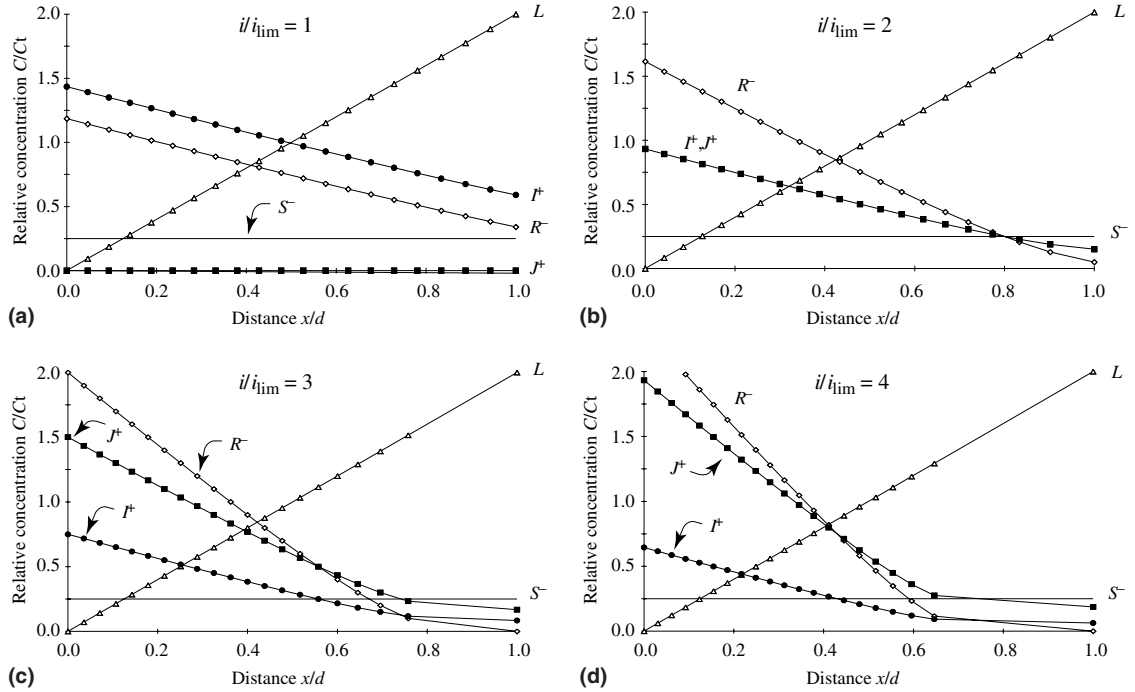 i/i_lim = 1
L
Relative concentration C/Ct
2.0
1.5
1.0
0.5
0.0
S⁻
I⁺
R⁻
J⁺
0.0 0.2 0.4 0.6 0.8 1.0
(a) Distance x/d
i/i_lim = 2
L
Relative concentration C/Ct
2.0
1.5
1.0
0.5
0.0
R⁻
I⁺,J⁺
S⁻
0.0 0.2 0.4 0.6 0.8 1.0
(b) Distance x/d
i/i_lim = 3
L
Relative concentration C/Ct
2.0
1.5
1.0
0.5
0.0
J⁺
R⁻
I⁺
S⁻
0.0 0.2 0.4 0.6 0.8 1.0
(c) Distance x/d
i/i_lim = 4
L
Relative concentration C/Ct
2.0
1.5
1.0
0.5
0.0
R⁻
J⁺
I⁺
S⁻
0.0 0.2 0.4 0.6 0.8 1.0
(d) Distance x/d